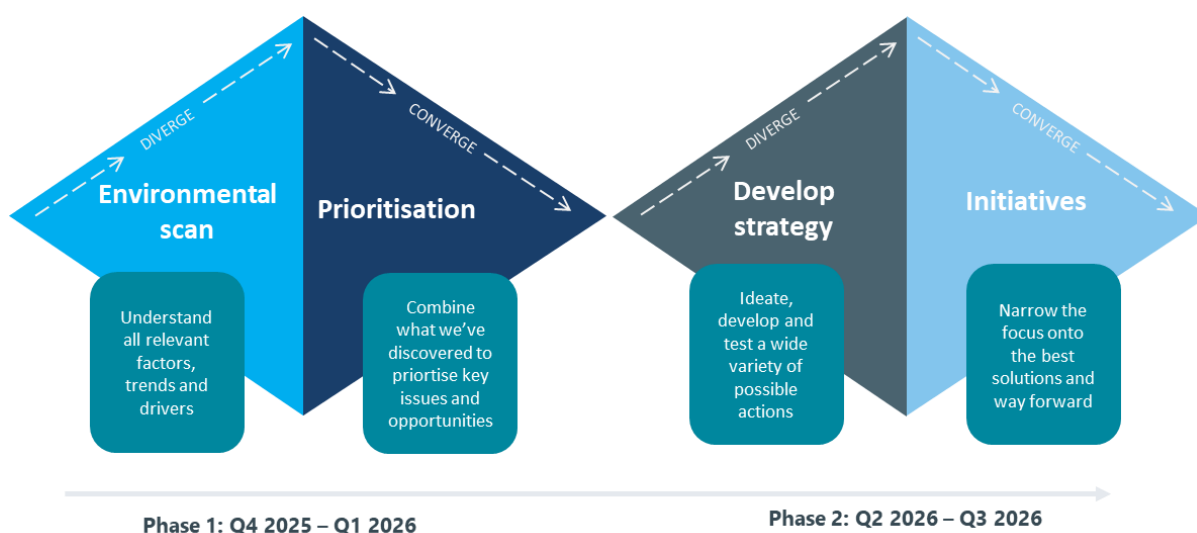 DIVERGE
CONVERGE
Environmental
scan
Prioritisation
Understand
all relevant
factors,
trends and
drivers
Combine
what we’ve
discovered to
priortise key
issues and
opportunities
DIVERGE
CONVERGE
Develop
strategy
Initiatives
Ideate,
develop and
test a wide
variety of
possible
actions
Narrow the
focus onto
the best
solutions and
way forward
Phase 1: Q4 2025 – Q1 2026
Phase 2: Q2 2026 – Q3 2026